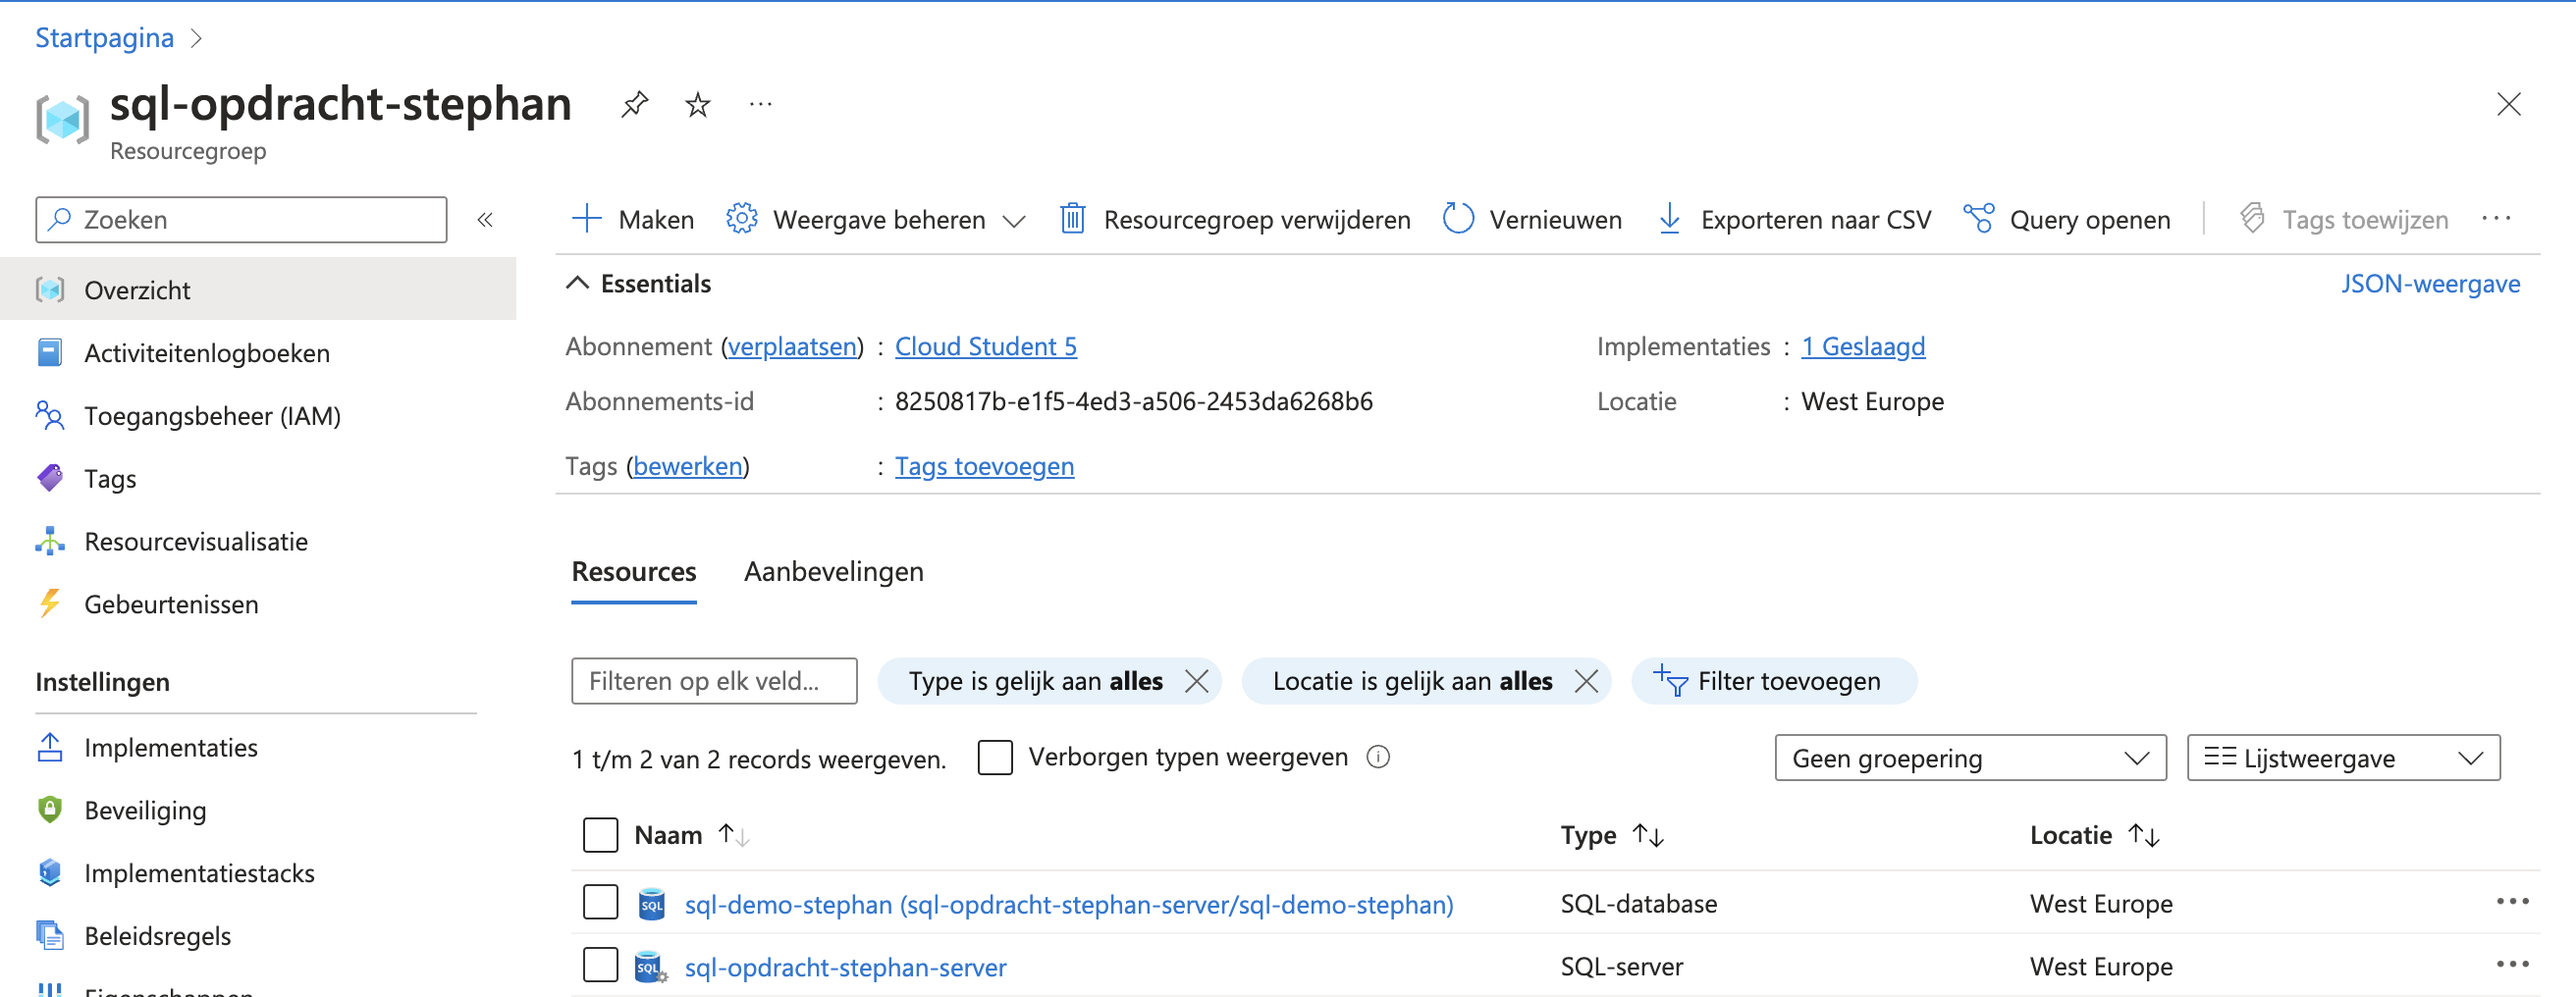 Startpagina
sql-opdracht-stephan
Resourcegroep
Zoeken
Maken Weergave beheren Resourcegroep verwijderen Vernieuwen Exporteren naar CSV Query openen Tags toewijzen
Overzicht
Activiteitenlogboeken
Toegangsbeheer (IAM)
Tags
Resourcevisualisatie
Gebeurtenissen
Instellingen
Implementaties
Beveiliging
Implementatiestacks
Beleidsregels
Eigenschappen
Essentials JSON-weergave
Abonnement (verplaatsen) : Cloud Student 5 Implementaties : 1 Geslaagd
Abonnements-id : 8250817b-e1f5-4ed3-a506-2453da6268b6 Locatie : West Europe
Tags (bewerken) : Tags toevoegen
Resources Aanbevelingen
Filteren op elk veld... Type is gelijk aan alles Locatie is gelijk aan alles Filter toevoegen
1 t/m 2 van 2 records weergeven. Verborgen typen weergeven Geen groepering Lijstweergave
Naam Type Locatie
SQL sql-demo-stephan (sql-opdracht-stephan-server/sql-demo-stephan) SQL-database West Europe
SQL sql-opdracht-stephan-server SQL-server West Europe